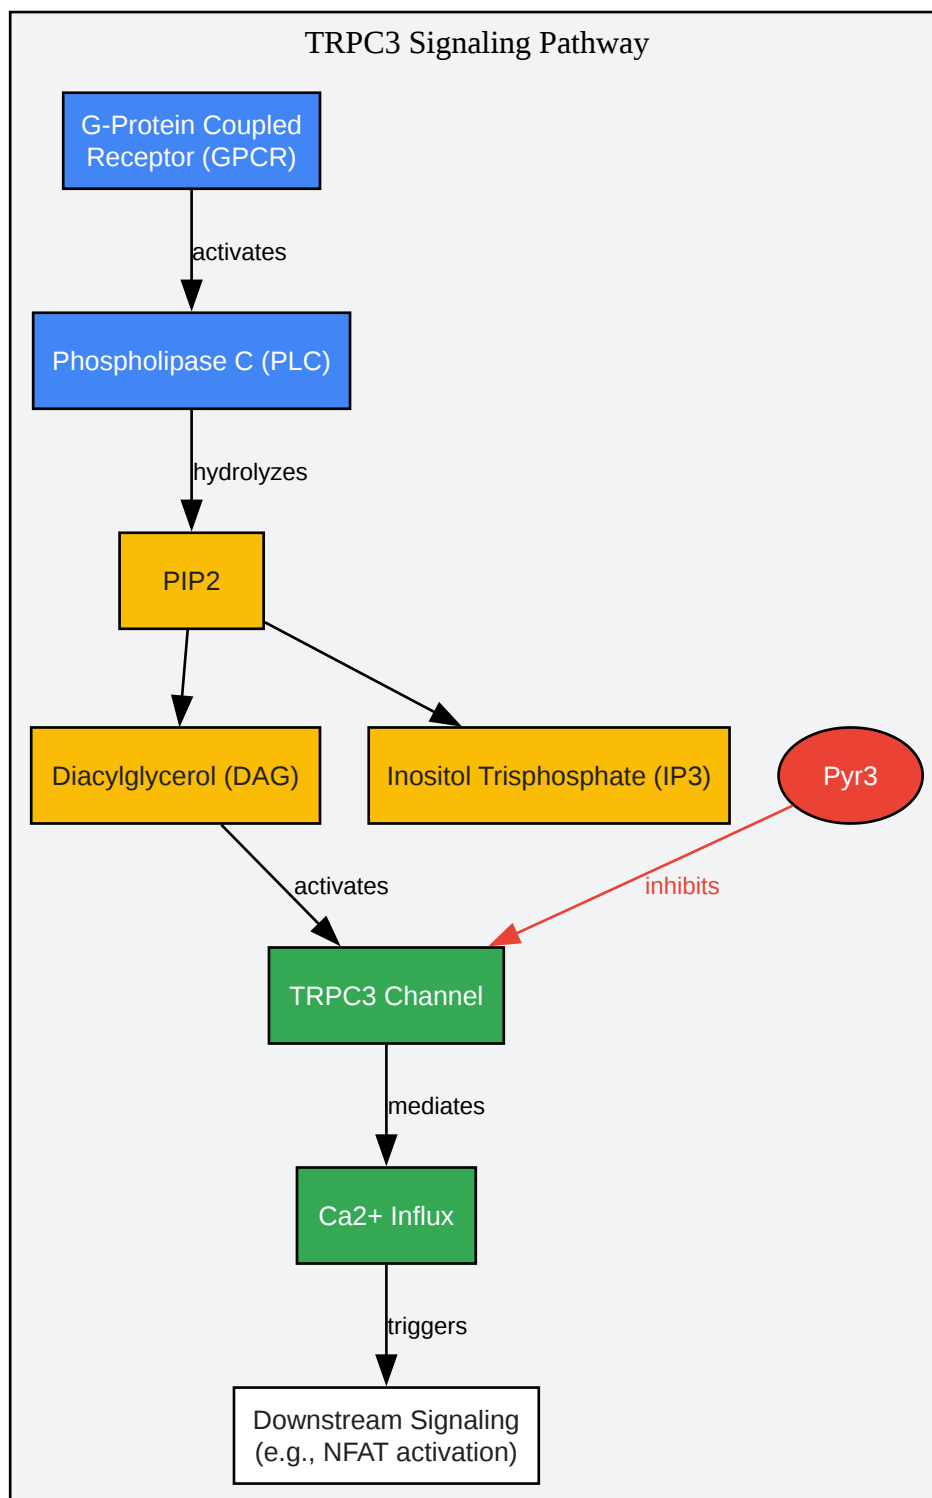 TRPC3 Signaling Pathway
G-Protein Coupled
Receptor (GPCR)
activates
Phospholipase C (PLC)
hydrolyzes
PIP2
Diacylglycerol (DAG)
Inositol Trisphosphate (IP3)
Pyr3
activates
inhibits
TRPC3 Channel
mediates
Ca2+ Influx
triggers
Downstream Signaling
(e.g., NFAT activation)